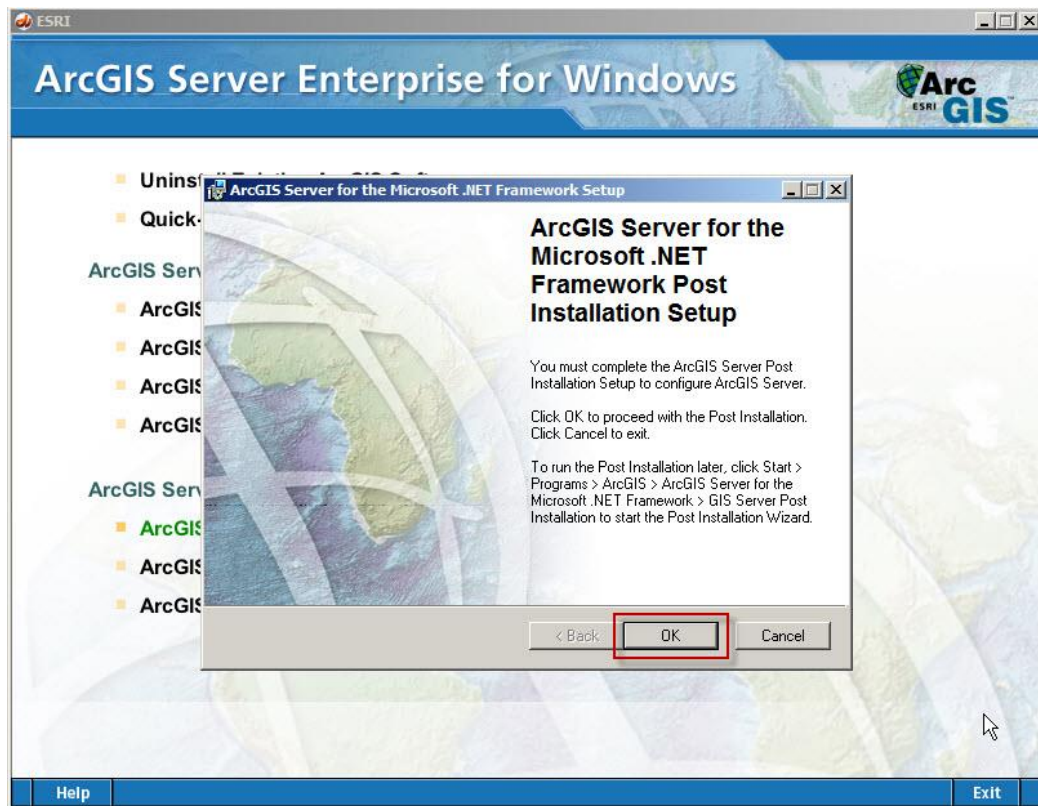 ESRI
ArcGIS Server Enterprise for Windows
Arc
ESRI GIS
Quick-
ArcGIS Server for the Microsoft .NET Framework Setup
ArcGIS Server for the
Microsoft .NET
Framework Post
Installation Setup
You must complete the ArcGIS Server Post
Installation Setup to configure ArcGIS Server.
Click OK to proceed with the Post Installation.
Click Cancel to exit.
To run the Post Installation later, click Start >
Programs > ArcGIS > ArcGIS Server for the
Microsoft .NET Framework > GIS Server Post
Installation to start the Post Installation Wizard.
ArcGIS
ArcGIS
ArcGIS
ArcGIS
ArcGIS
ArcGIS
ArcGIS
ArcGIS
ArcGIS
< Back
OK
Cancel
Help
Exit